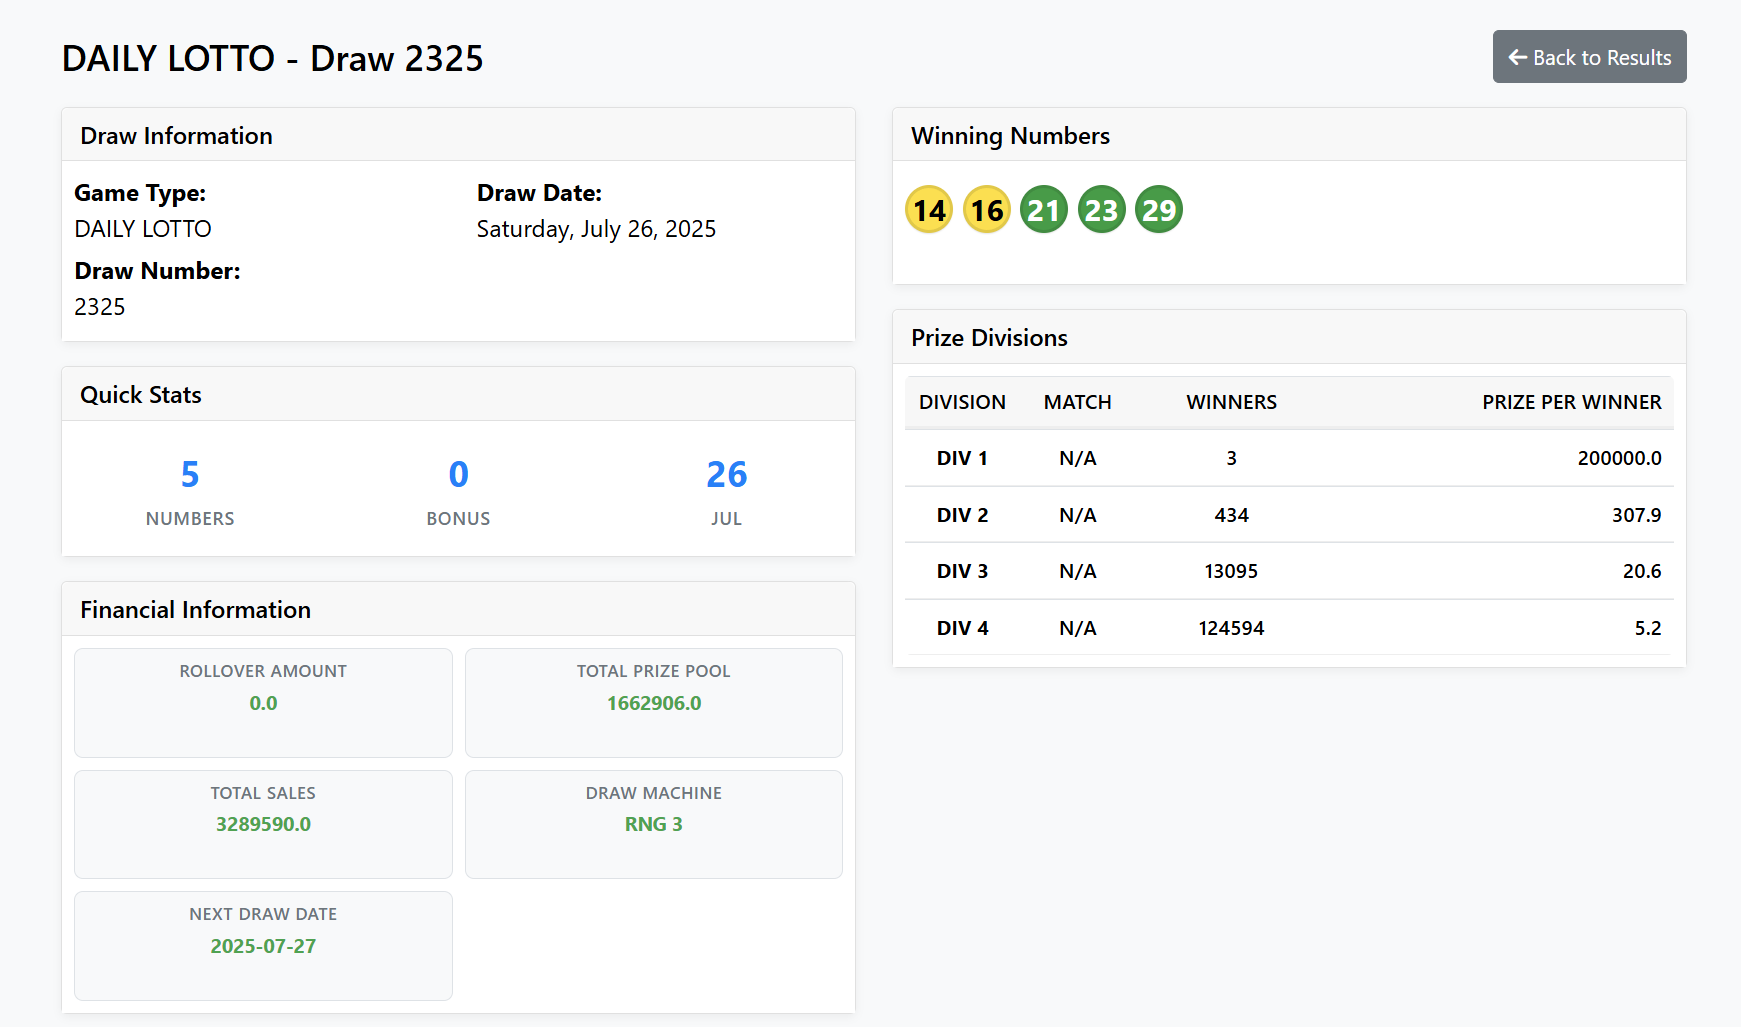 DAILY LOTTO - Draw 2325
Back to Results
Draw Information
Game Type:
DAILY LOTTO
Draw Date:
Saturday, July 26, 2025
Draw Number:
2325
Quick Stats
5
NUMBERS
0
BONUS
26
JUL
Financial Information
ROLLOVER AMOUNT
0.0
TOTAL PRIZE POOL
1662906.0
TOTAL SALES
3289590.0
DRAW MACHINE
RNG 3
NEXT DRAW DATE
2025-07-27
Winning Numbers
14 16 21 23 29
Prize Divisions
DIVISION MATCH WINNERS PRIZE PER WINNER
DIV 1 N/A 3 200000.0
DIV 2 N/A 434 307.9
DIV 3 N/A 13095 20.6
DIV 4 N/A 124594 5.2